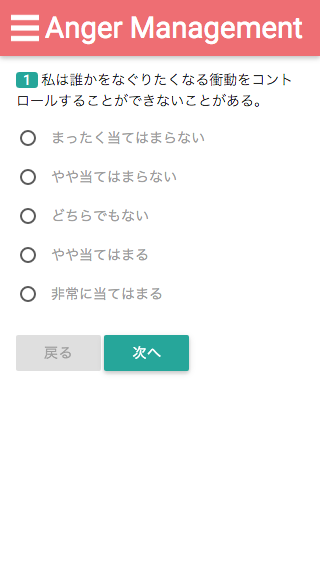 Anger Management
1 私は誰かをなぐりたくなる衝動をコント
ロールすることができないことがある。
まったく当てはまらない
やや当てはまらない
どちらでもない
やや当てはまる
非常に当てはまる
戻る 次へ